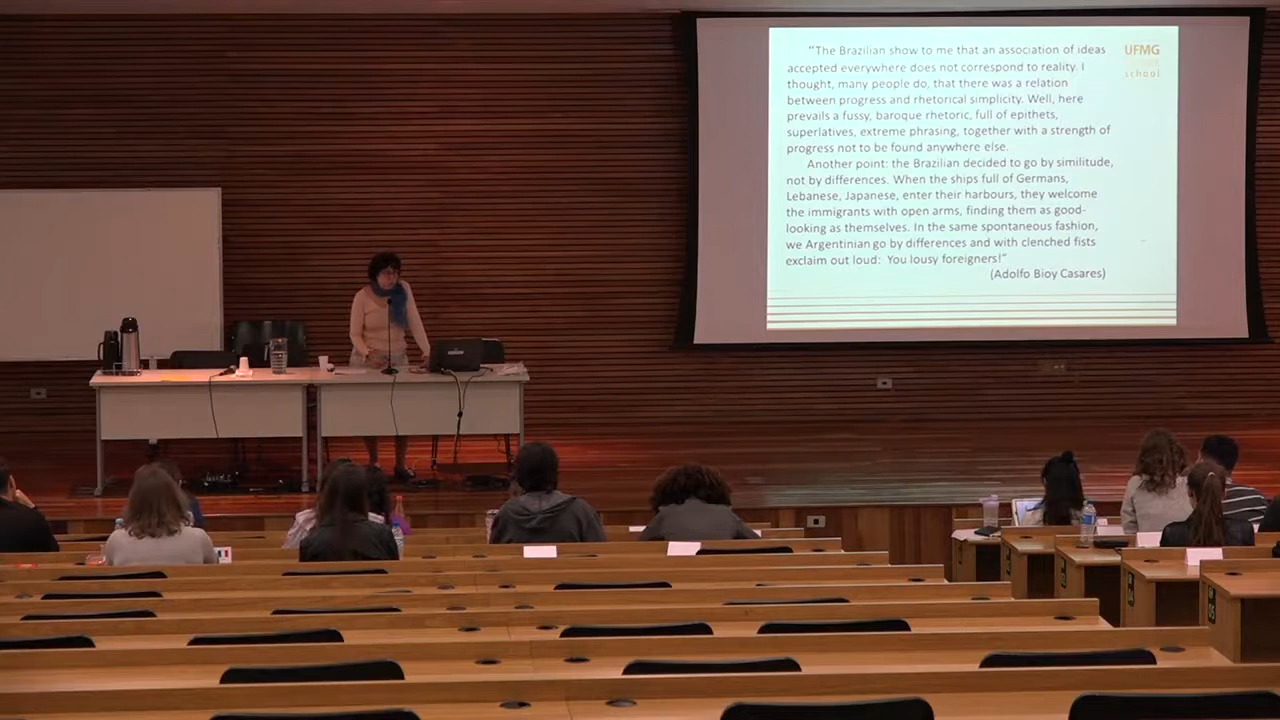 "The Brazilian show to me that an association of ideas
accepted everywhere does not correspond to reality. I
thought, many people do, that there was a relation
between progress and rhetorical simplicity. Well, here
prevails a fussy, baroque rhetoric, full of epithets,
superlatives, extreme phrasing, together with a strength of
progress not to be found anywhere else.
Another point: the Brazilian decided to go by similitude,
not by differences. When the ships full of Germans,
Lebanese, Japanese, enter their harbours, they welcome
the immigrants with open arms, finding them as good-
looking as themselves. In the same spontaneous fashion,
we Argentinian go by differences and with clenched fists
exclaim out loud: You lousy foreigners!"
(Adolfo Bioy Casares)
UFMG
school